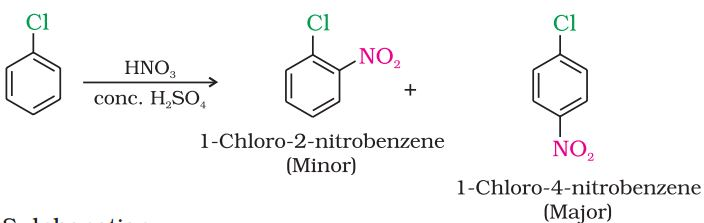 Cl
HNO₃
conc. H₂SO₄
Cl
NO₂
+
1-Chloro-2-nitrobenzene
(Minor)
Cl
NO₂
1-Chloro-4-nitrobenzene
(Major)